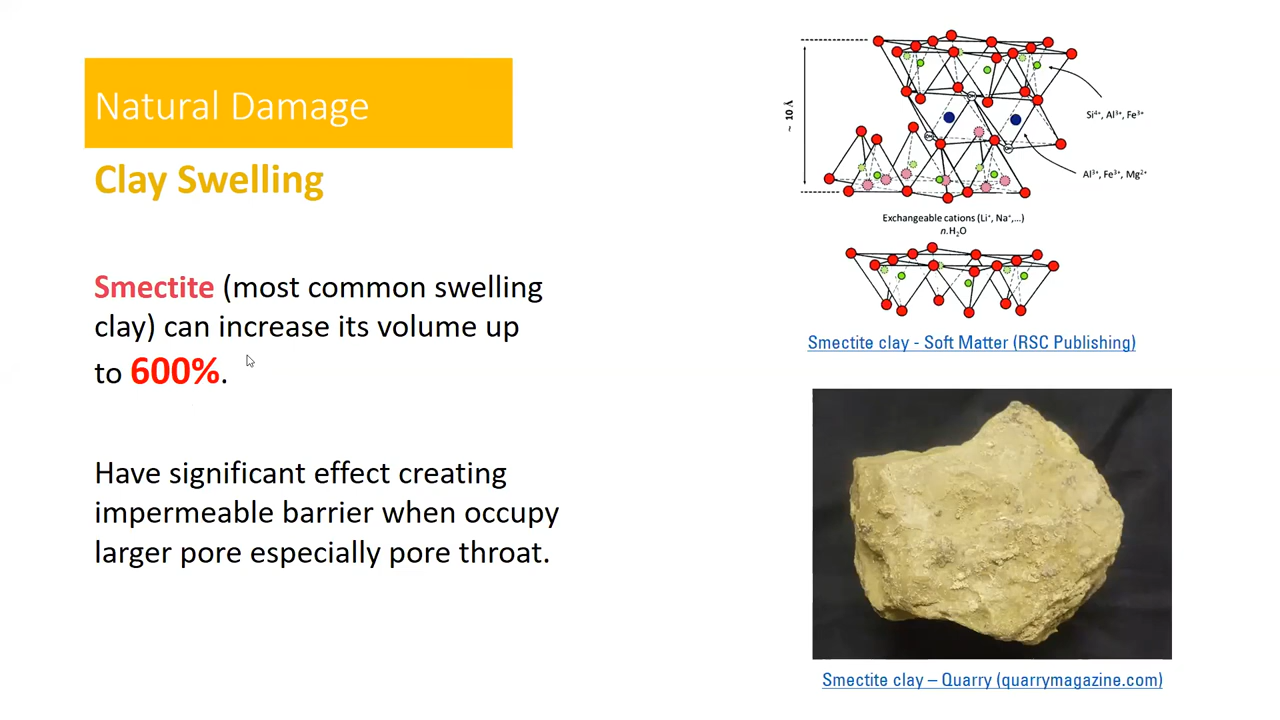 Natural Damage
Clay Swelling
Smectite (most common swelling
clay) can increase its volume up
to 600%.
Have significant effect creating
impermeable barrier when occupy
larger pore especially pore throat.
~ 10 Å
Si⁴⁺, Al³⁺, Fe³⁺
Al³⁺, Fe³⁺, Mg²⁺
Exchangeable cations (Li⁺, Na⁺,...)
n.H₂O
Smectite clay - Soft Matter (RSC Publishing)
Smectite clay – Quarry (quarrymagazine.com)